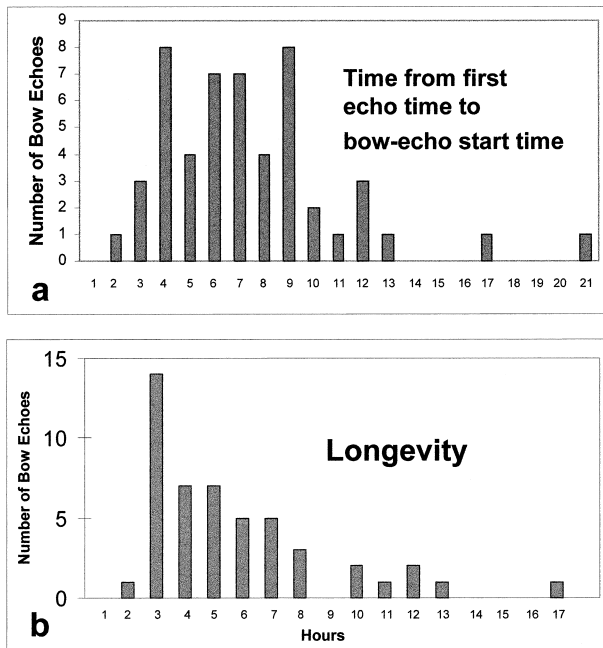 Number of Bow Echoes
9
8
7
6
5
4
3
2
1
0
Time from first
echo time to
bow-echo start time
1 2 3 4 5 6 7 8 9 10 11 12 13 14 15 16 17 18 19 20 21
a
Number of Bow Echoes
15
10
5
0
Longevity
1 2 3 4 5 6 7 8 9 10 11 12 13 14 15 16 17
Hours
b